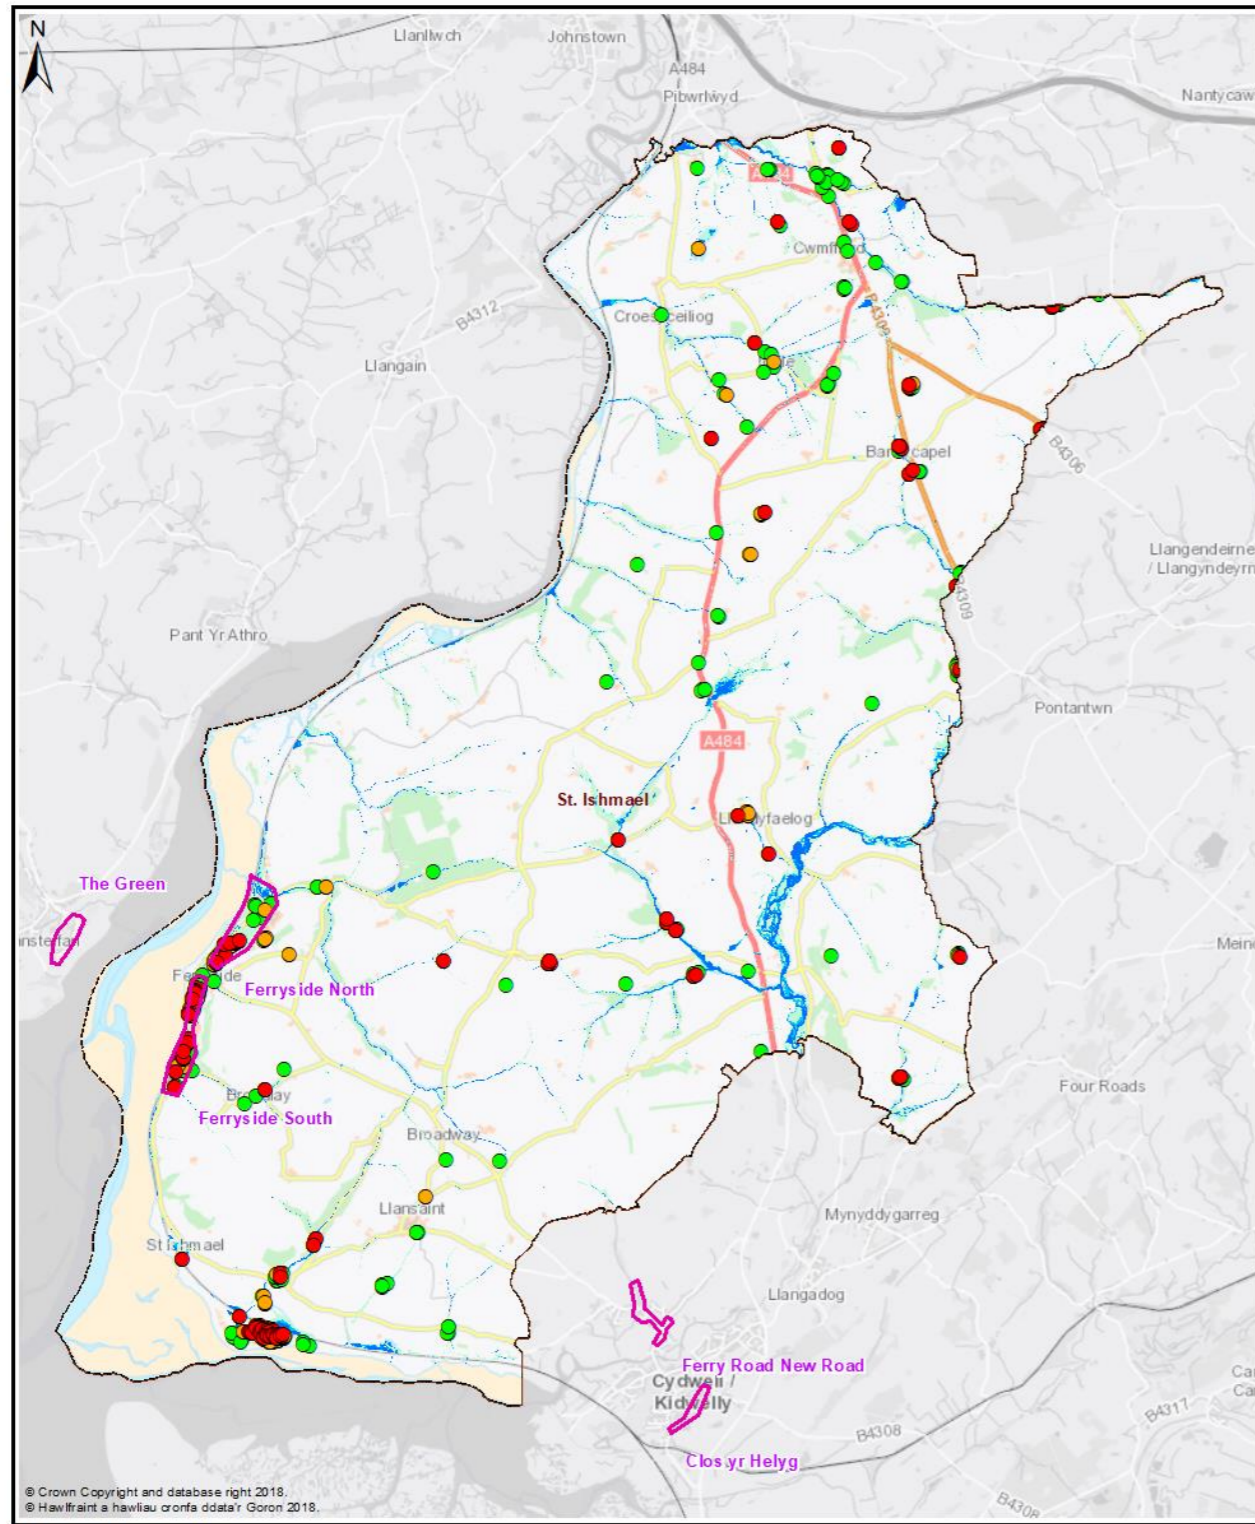 N
Llanllwch
Johnstown
A484
Pibwrlwyd
Nantycaw
B4312
Croesyceiliog
Llangain
B4309
B4306
Llangendeirne
/ Llangyndeyrn
B4309
Pant Yr Athro
Pontantwn
A484
St. Ishmael
The Green
Ferryside North
Ferryside South
Four Roads
Broadway
Llansaint
Mynyddygarreg
St Ishmael
Llangadog
Ferry Road New Road
Cydweli /
Kidwelly
B4317
B4308
Clos yr Helyg
B4308
© Crown Copyright and database right 2018.
© Hawlfraint a hawliau cronfa ddata'r Goron 2018.